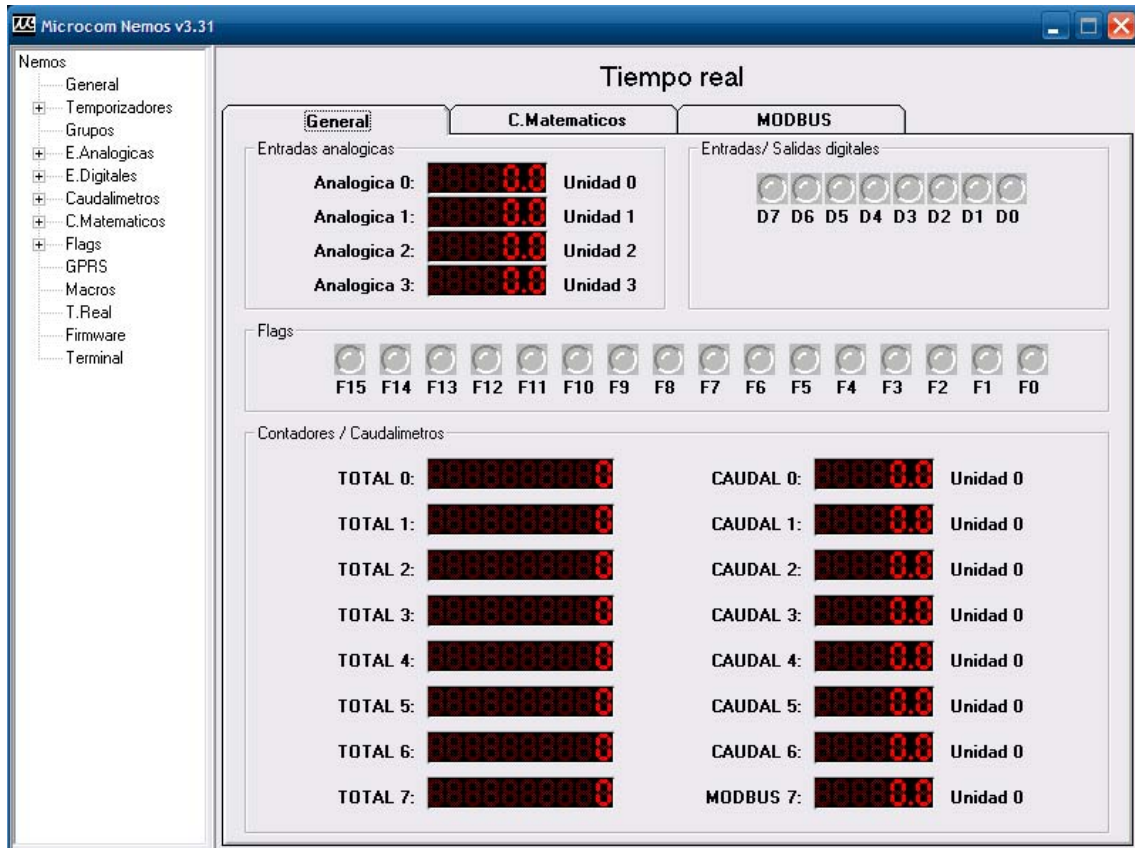 Microcom Nemos v3.31
Nemos
General
Temporizadores
Grupos
E.Analogicas
E.Digitales
Caudalimetros
C.Matematicos
Flags
GPRS
Macros
T.Real
Firmware
Terminal
Tiempo real
General C.Matematicos MODBUS
Entradas analogicas
Analogica 0: 0.0 Unidad 0
Analogica 1: 0.0 Unidad 1
Analogica 2: 0.0 Unidad 2
Analogica 3: 0.0 Unidad 3
Entradas/ Salidas digitales
D7 D6 D5 D4 D3 D2 D1 D0
Flags
F15 F14 F13 F12 F11 F10 F9 F8 F7 F6 F5 F4 F3 F2 F1 F0
Contadores / Caudalimetros
TOTAL 0: 0 CAUDAL 0: 0.0 Unidad 0
TOTAL 1: 0 CAUDAL 1: 0.0 Unidad 0
TOTAL 2: 0 CAUDAL 2: 0.0 Unidad 0
TOTAL 3: 0 CAUDAL 3: 0.0 Unidad 0
TOTAL 4: 0 CAUDAL 4: 0.0 Unidad 0
TOTAL 5: 0 CAUDAL 5: 0.0 Unidad 0
TOTAL 6: 0 CAUDAL 6: 0.0 Unidad 0
TOTAL 7: 0 MODBUS 7: 0.0 Unidad 0